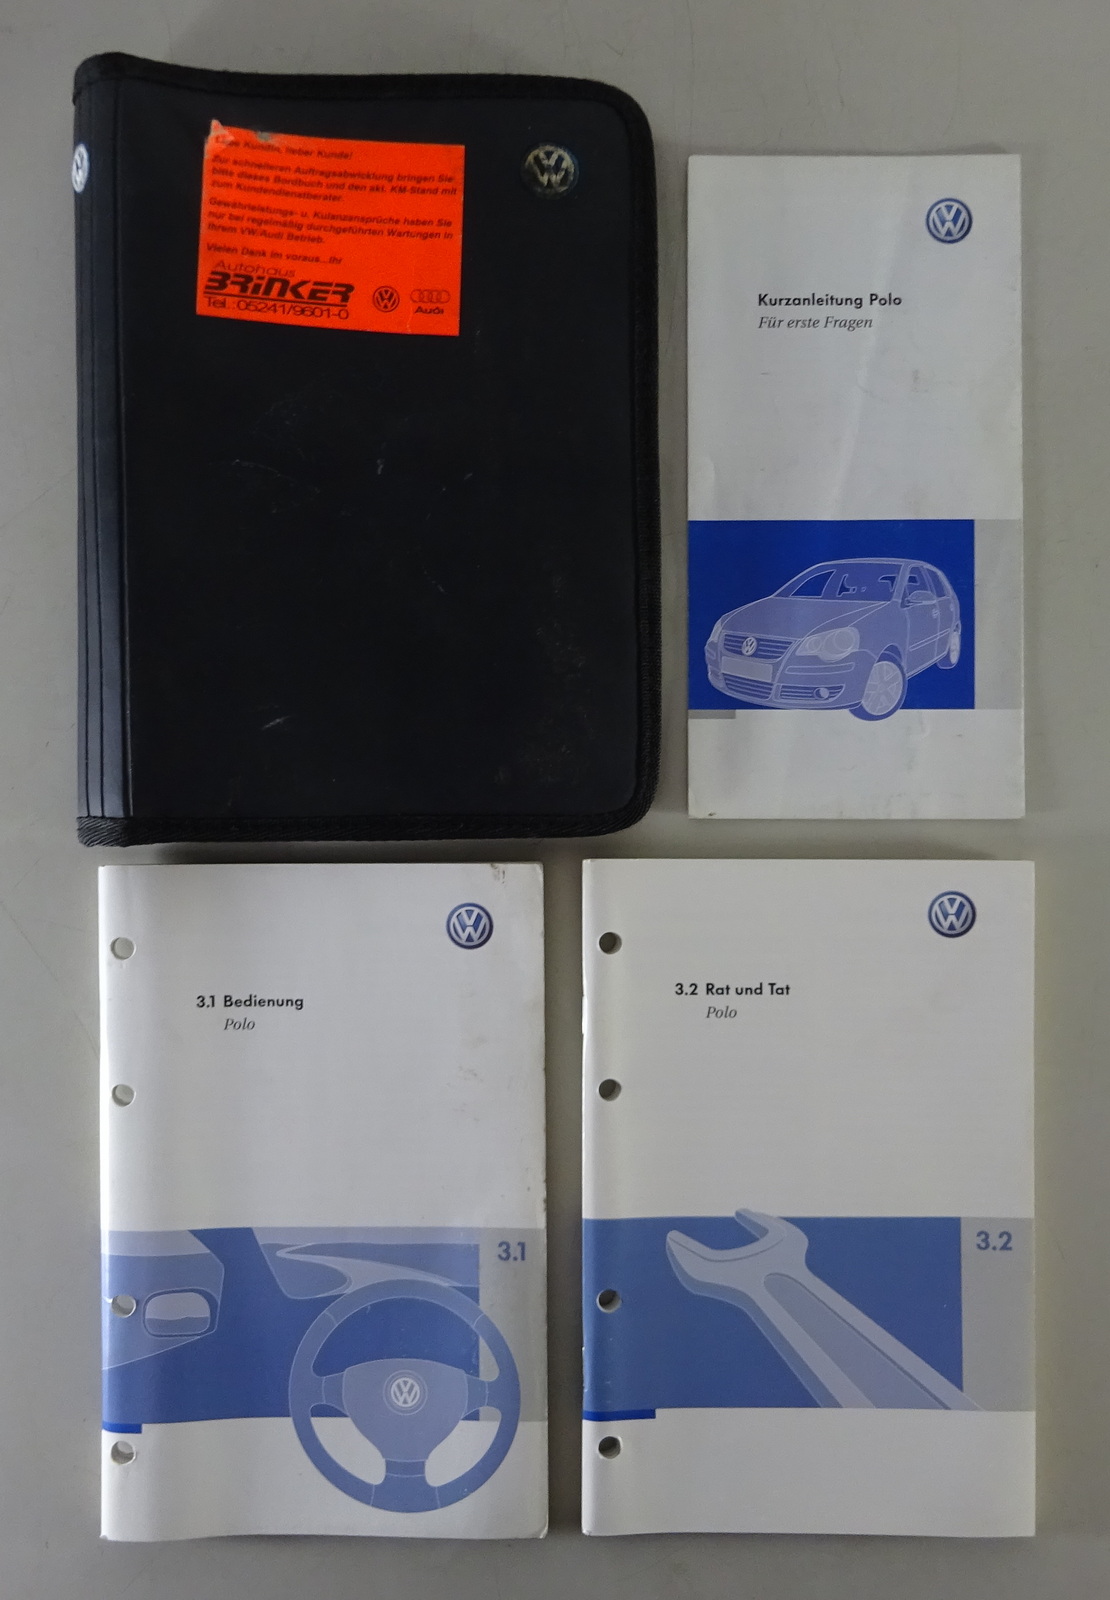 Liebe Kundin, lieber Kunde!
Zur schnelleren Auftragsabwicklung bringen Sie
bitte dieses Bordbuch und den akt. KM-Stand mit
zum Kundendienstberater.
Gewährleistungs- u. Kulanzansprüche haben Sie
nur bei regelmäßig durchgeführten Wartungen in
Ihrem VW/Audi Betrieb.
Vielen Dank im voraus...Ihr
Autohaus
BRINKER
Tel.:05241/9601-0
Audi
Kurzanleitung Polo
Für erste Fragen
3.1 Bedienung
Polo
3.1
3.2 Rat und Tat
Polo
3.2